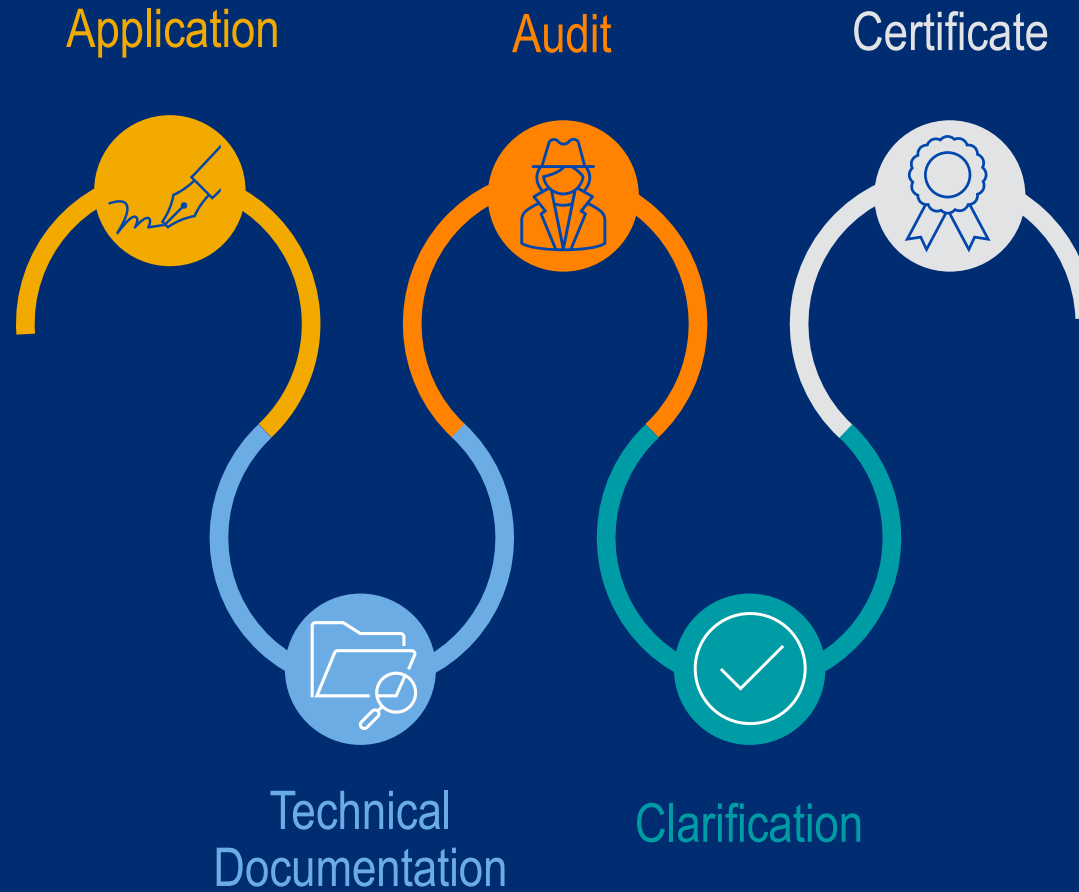 Application
Audit
Certificate
Technical
Documentation
Clarification